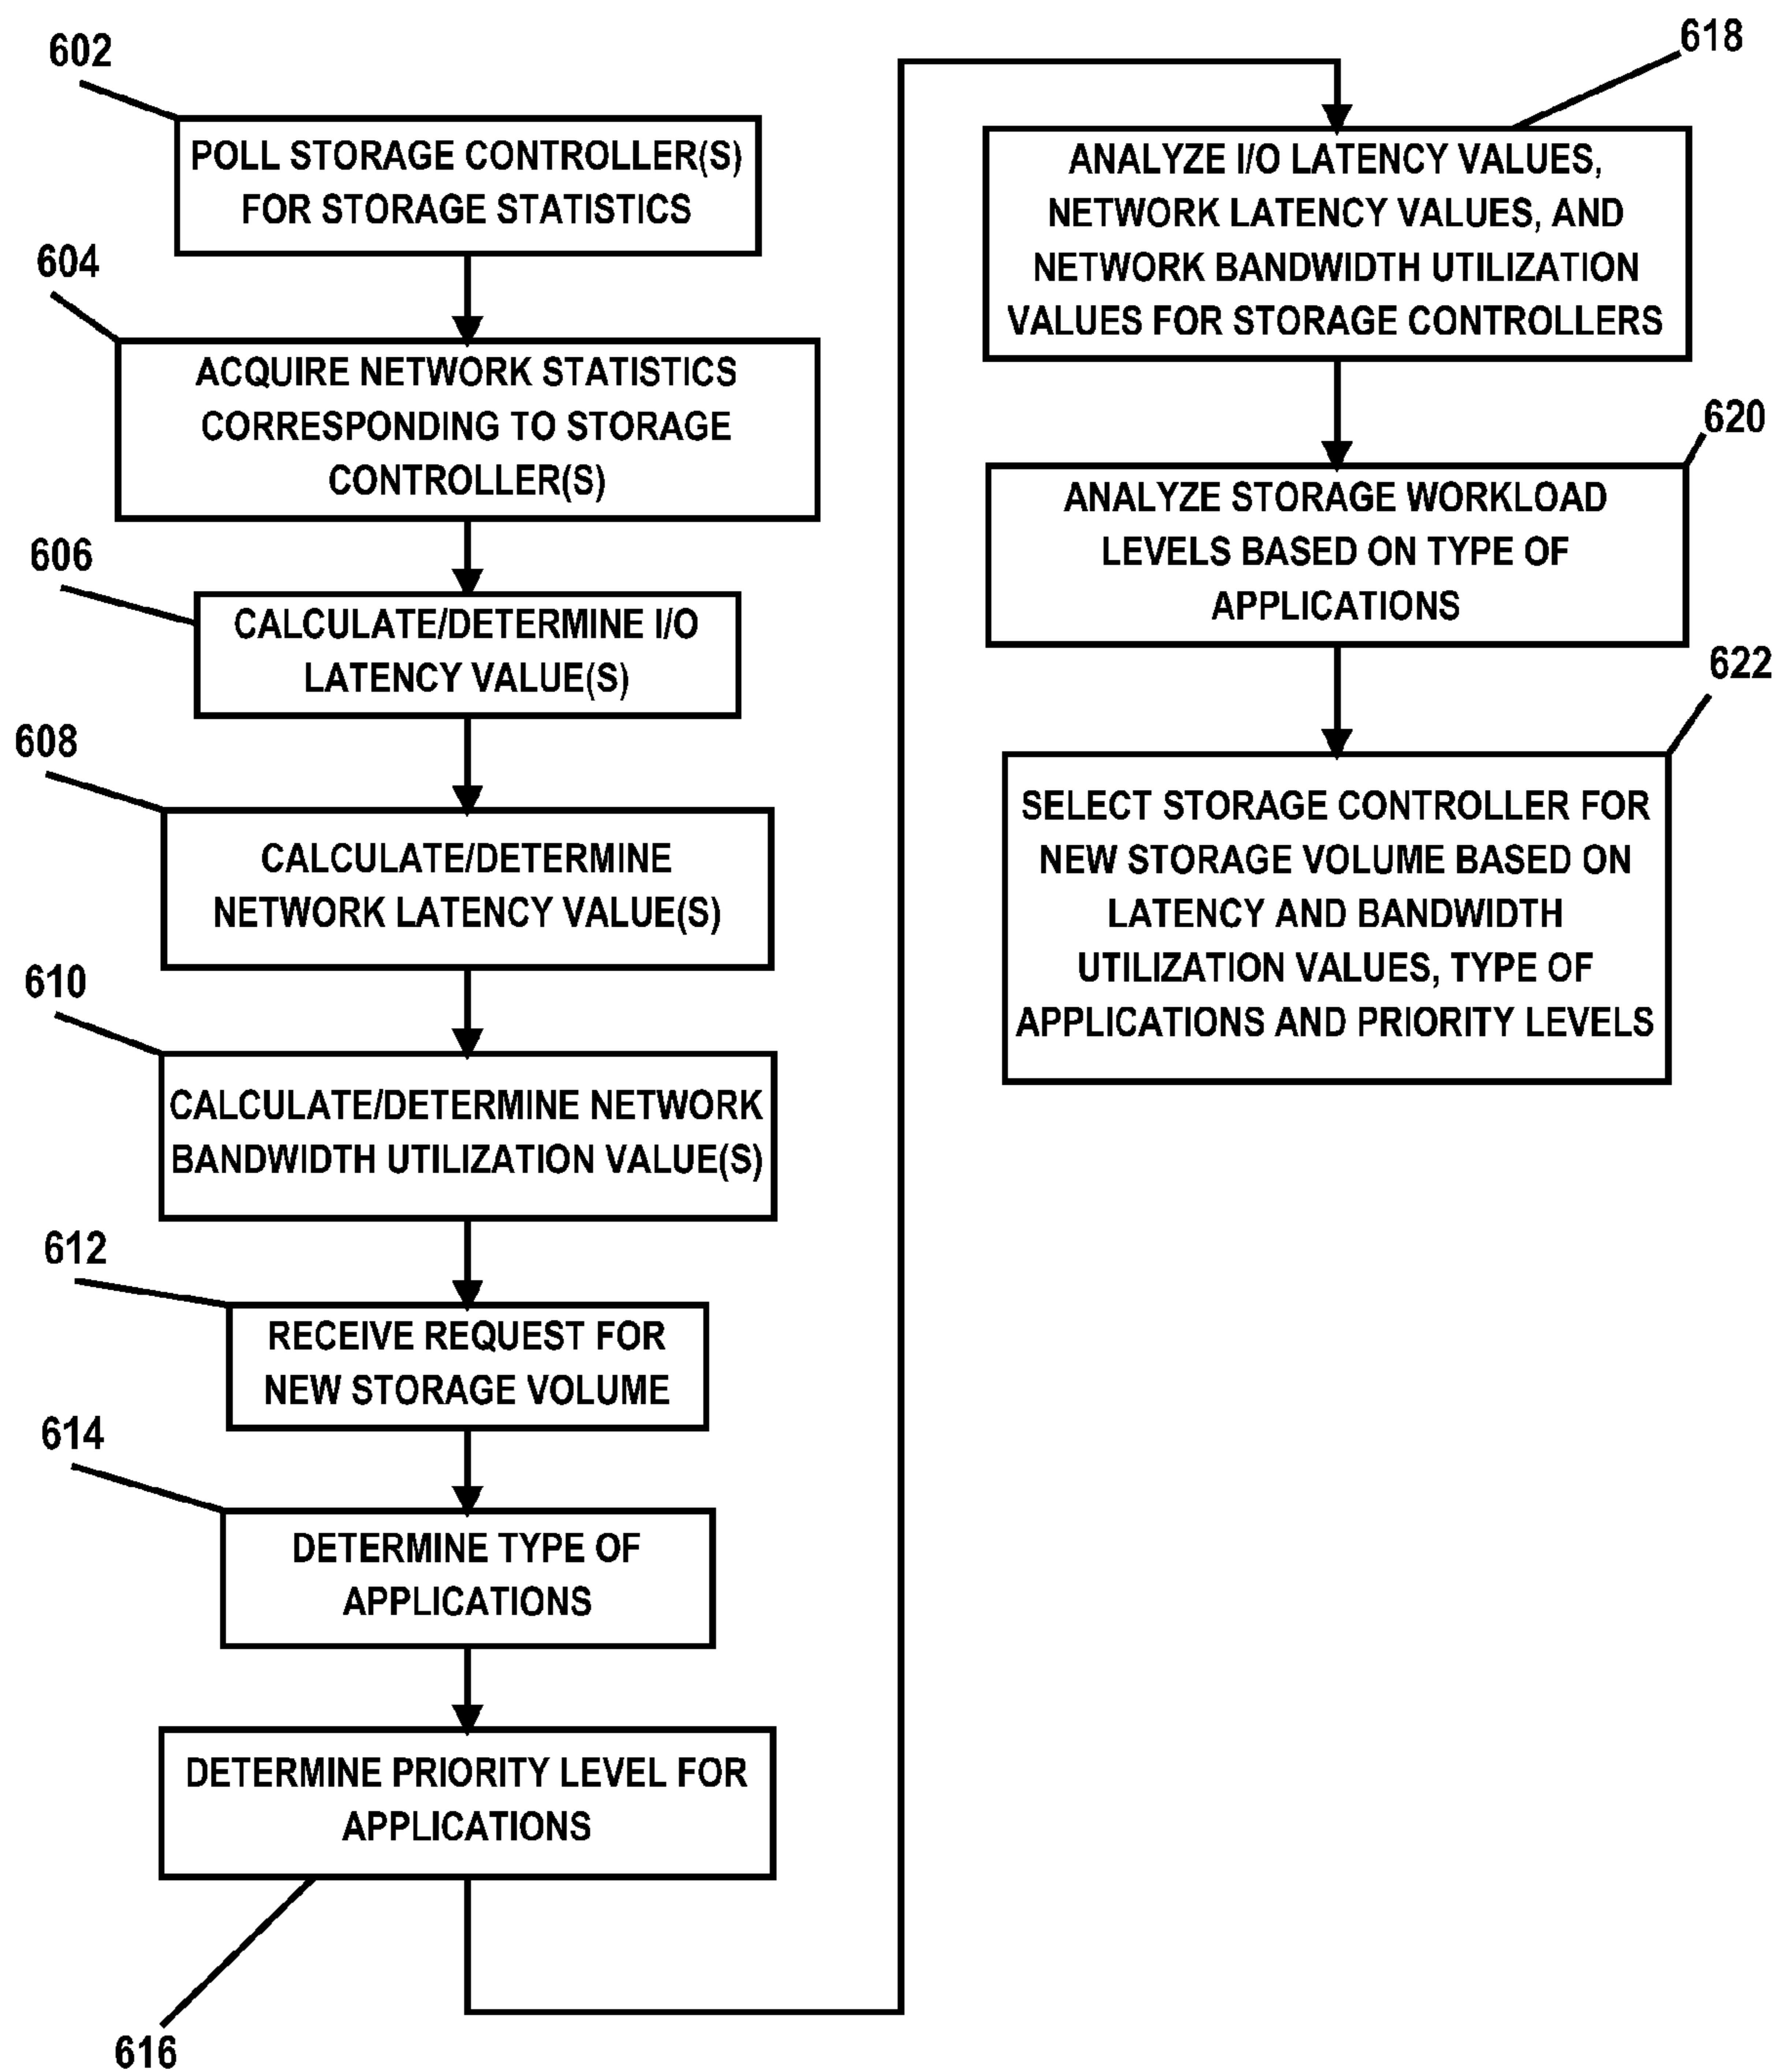 602
POLL STORAGE CONTROLLER(S)
FOR STORAGE STATISTICS
604
ACQUIRE NETWORK STATISTICS
CORRESPONDING TO STORAGE
CONTROLLER(S)
606
CALCULATE/DETERMINE I/O
LATENCY VALUE(S)
608
CALCULATE/DETERMINE
NETWORK LATENCY VALUE(S)
610
CALCULATE/DETERMINE NETWORK
BANDWIDTH UTILIZATION VALUE(S)
612
RECEIVE REQUEST FOR
NEW STORAGE VOLUME
614
DETERMINE TYPE OF
APPLICATIONS
DETERMINE PRIORITY LEVEL FOR
APPLICATIONS
616
618
ANALYZE I/O LATENCY VALUES,
NETWORK LATENCY VALUES, AND
NETWORK BANDWIDTH UTILIZATION
VALUES FOR STORAGE CONTROLLERS
620
ANALYZE STORAGE WORKLOAD
LEVELS BASED ON TYPE OF
APPLICATIONS
622
SELECT STORAGE CONTROLLER FOR
NEW STORAGE VOLUME BASED ON
LATENCY AND BANDWIDTH
UTILIZATION VALUES, TYPE OF
APPLICATIONS AND PRIORITY LEVELS